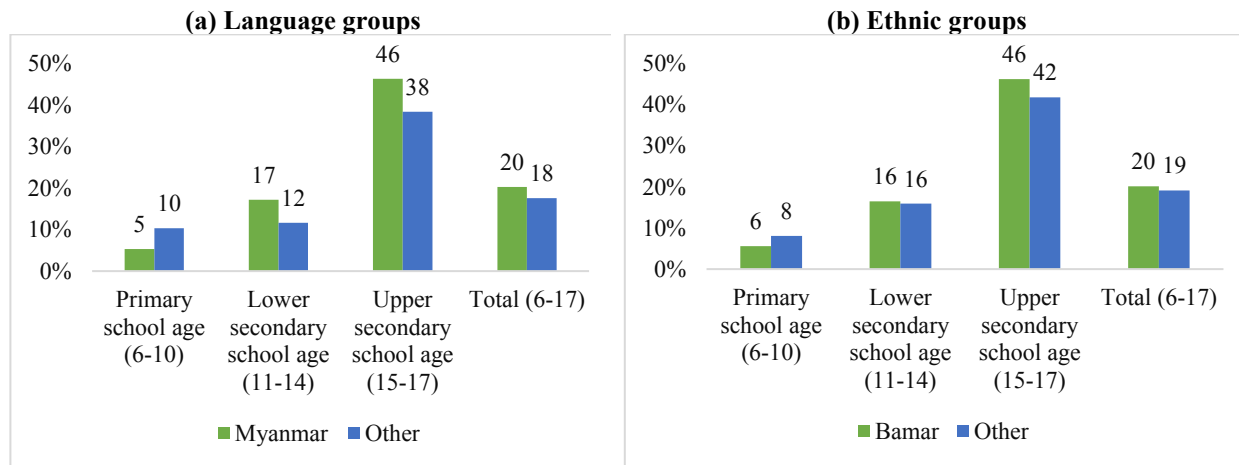 (a) Language groups
50%
40%
30%
20%
10%
0%
5
10
17
12
46
38
20
18
Primary
school age
(6-10)
Lower
secondary
school age
(11-14)
Upper
secondary
school age
(15-17)
Total (6-17)
Myanmar
Other
(b) Ethnic groups
50%
40%
30%
20%
10%
0%
6
8
16
16
46
42
20
19
Primary
school age
(6-10)
Lower
secondary
school age
(11-14)
Upper
secondary
school age
(15-17)
Total (6-17)
Bamar
Other